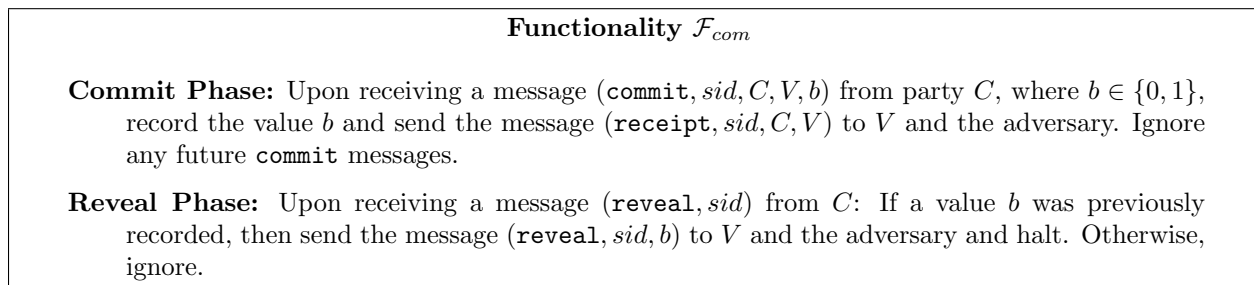 Functionality $\mathcal{F}_{com}$
Commit Phase: Upon receiving a message (commit, sid, C, V, b) from party C, where b ∈ {0, 1},
record the value b and send the message (receipt, sid, C, V) to V and the adversary. Ignore
any future commit messages.
Reveal Phase: Upon receiving a message (reveal, sid) from C: If a value b was previously
recorded, then send the message (reveal, sid, b) to V and the adversary and halt. Otherwise,
ignore.